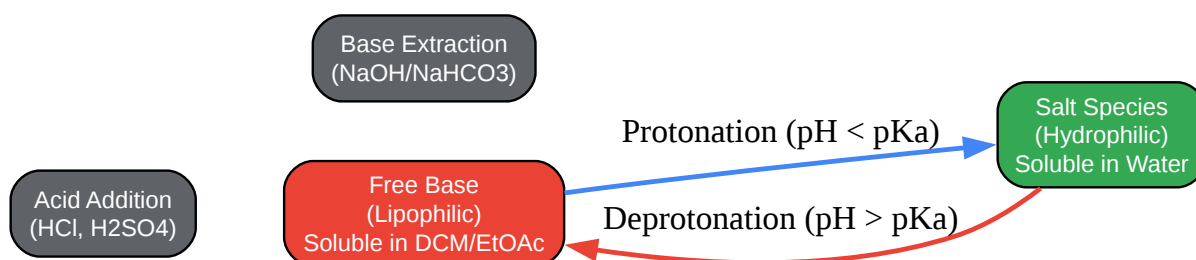 Base Extraction
(NaOH/NaHCO3)
Acid Addition
(HCl, H2SO4)
Free Base
(Lipophilic)
Soluble in DCM/EtOAc
Protonation (pH < pKa)
Deprotonation (pH > pKa)
Salt Species
(Hydrophilic)
Soluble in Water